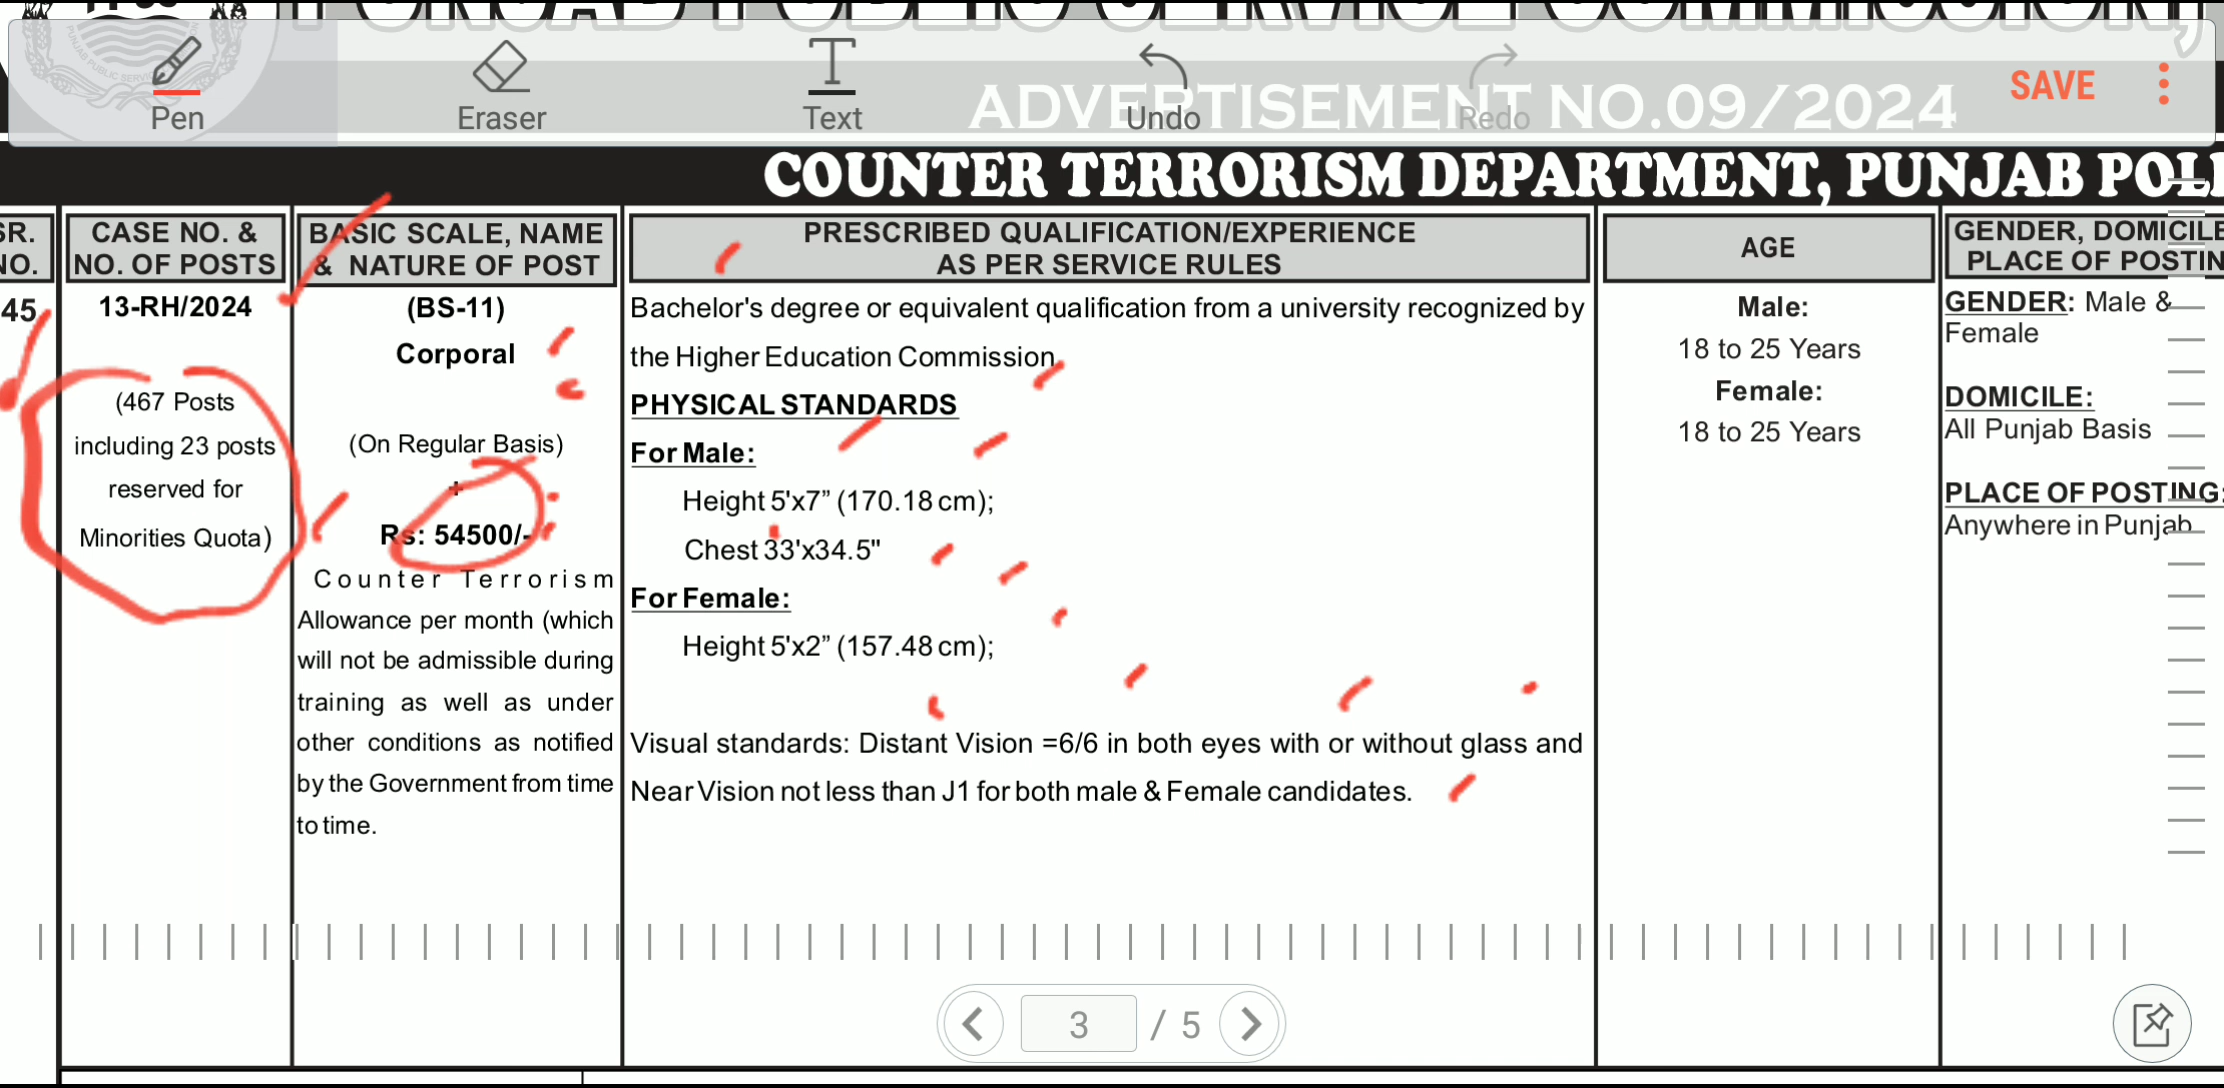 PUNJAB PUBLIC SERVICE COMMISSION,
Pen
Eraser
Text
Undo
Redo
SAVE
ADVERTISEMENT NO.09/2024
COUNTER TERRORISM DEPARTMENT, PUNJAB
SR. NO.
CASE NO. &
NO. OF POSTS
BASIC SCALE, NAME
& NATURE OF POST
PRESCRIBED QUALIFICATION/EXPERIENCE
AS PER SERVICE RULES
AGE
GENDER, DOMICILE
PLACE OF
45
13-RH/2024
(467 Posts
including 23 posts
reserved for
Minorities Quota)
(BS-11)
Corporal
(On Regular Basis)
+
Rs: 54500/-
Counter Terrorism
Allowance per month (which
will not be admissible during
training as well as under
other conditions as notified
by the Government from time
to time.
Bachelor's degree or equivalent qualification from a university recognized by
the Higher Education Commission.
PHYSICAL STANDARDS
For Male:
Height 5'x7” (170.18 cm);
Chest 33'x34.5"
For Female:
Height 5'x2” (157.48 cm);
Visual standards: Distant Vision =6/6 in both eyes with or without glass and
Near Vision not less than J1 for both male & Female candidates.
Male:
18 to 25 Years
Female:
18 to 25 Years
GENDER: Male &
Female
DOMICILE:
All Punjab Basis
PLACE OF POSTING:
Anywhere in Punjab
3 / 5